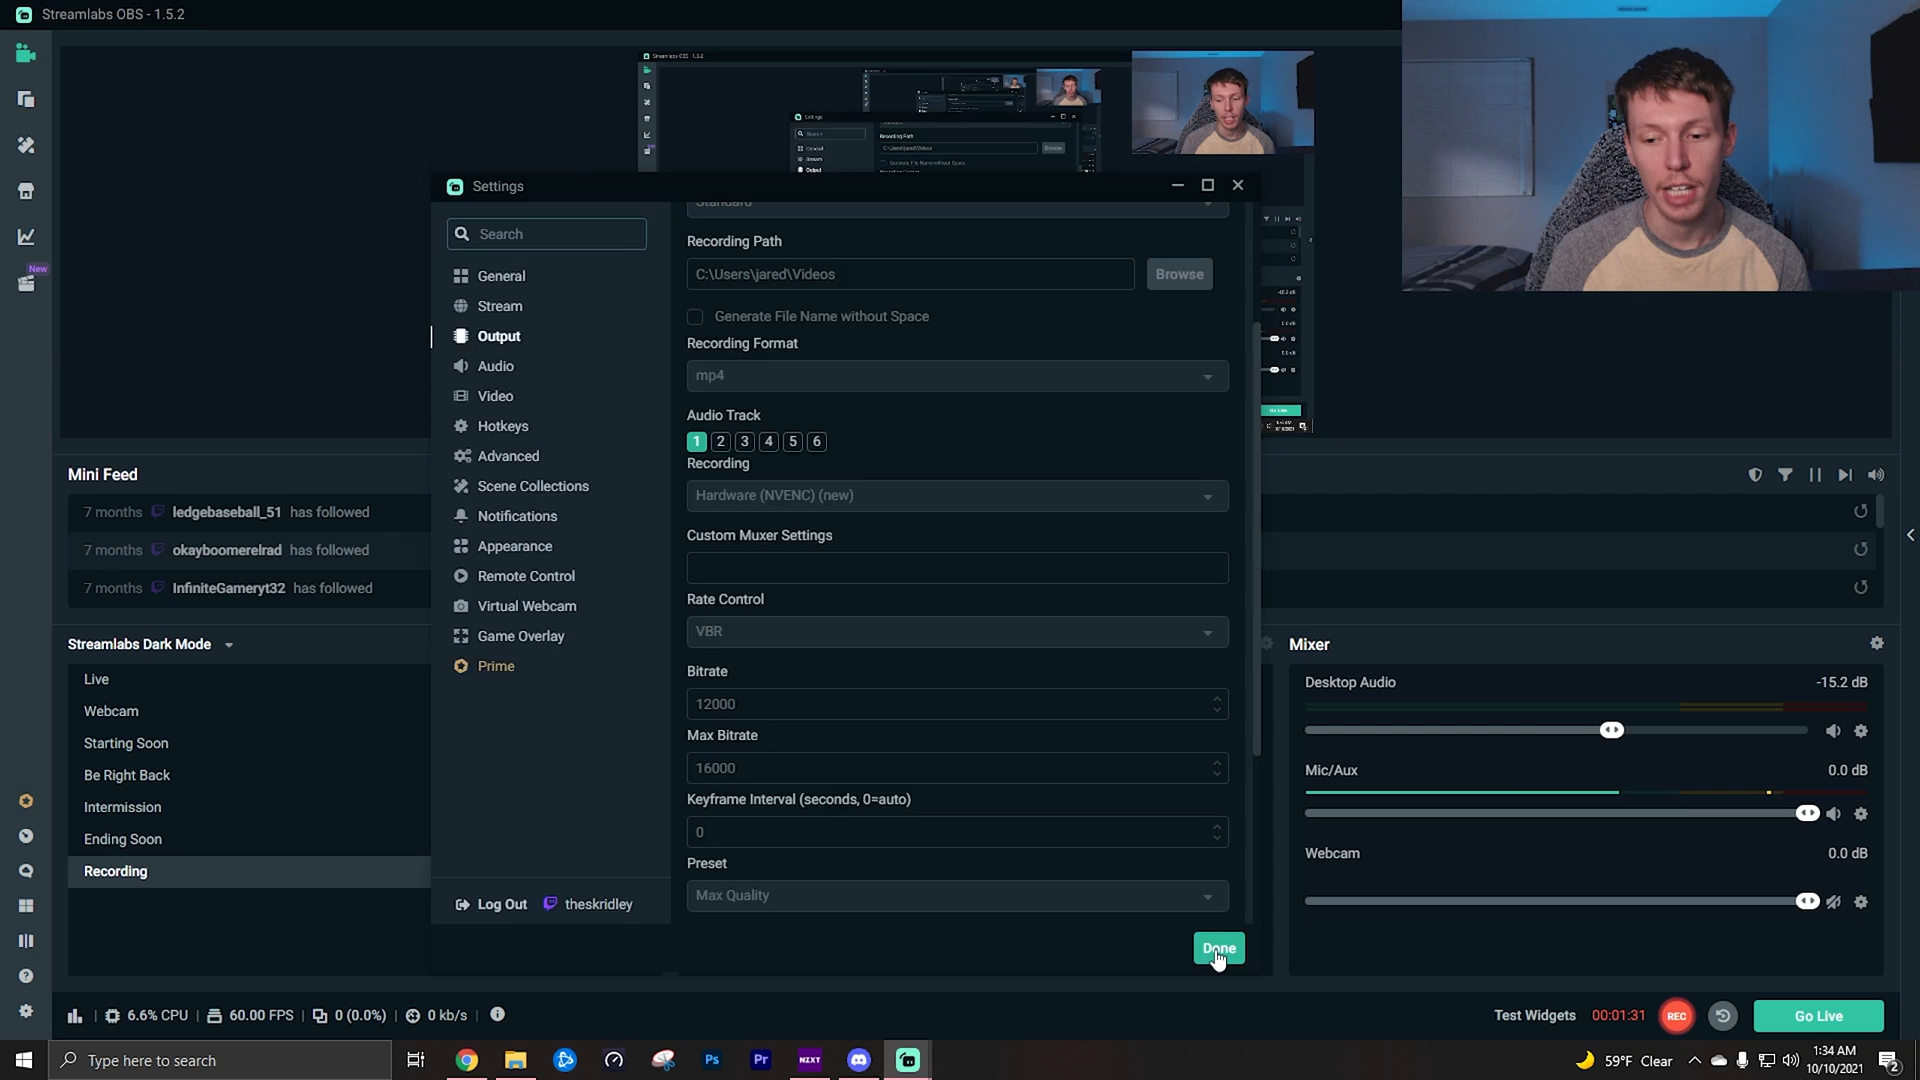 Streamlabs OBS - 1.5.2
Settings
Search
General
Stream
Output
Audio
Video
Hotkeys
Advanced
Scene Collections
Notifications
Appearance
Remote Control
Virtual Webcam
Game Overlay
Prime
Log Out
theskridley
Standard
Recording Path
C:\Users\jared\Videos
Browse
Generate File Name without Space
Recording Format
mp4
Audio Track
1 2 3 4 5 6
Recording
Hardware (NVENC) (new)
Custom Muxer Settings
Rate Control
VBR
Bitrate
12000
Max Bitrate
16000
Keyframe Interval (seconds, 0=auto)
0
Preset
Max Quality
Done
New
Mini Feed
7 months ledgebaseball_51 has followed
7 months okayboomerelrad has followed
7 months InfiniteGameryt32 has followed
Streamlabs Dark Mode
Live
Webcam
Starting Soon
Be Right Back
Intermission
Ending Soon
Recording
Mixer
Desktop Audio -15.2 dB
Mic/Aux 0.0 dB
Webcam 0.0 dB
6.6% CPU | 60.00 FPS | 0 (0.0%) | 0 kb/s
Test Widgets 00:01:31 REC Go Live
Type here to search
Ps
Pr
NZXT
59°F Clear
1:34 AM
10/10/2021
2